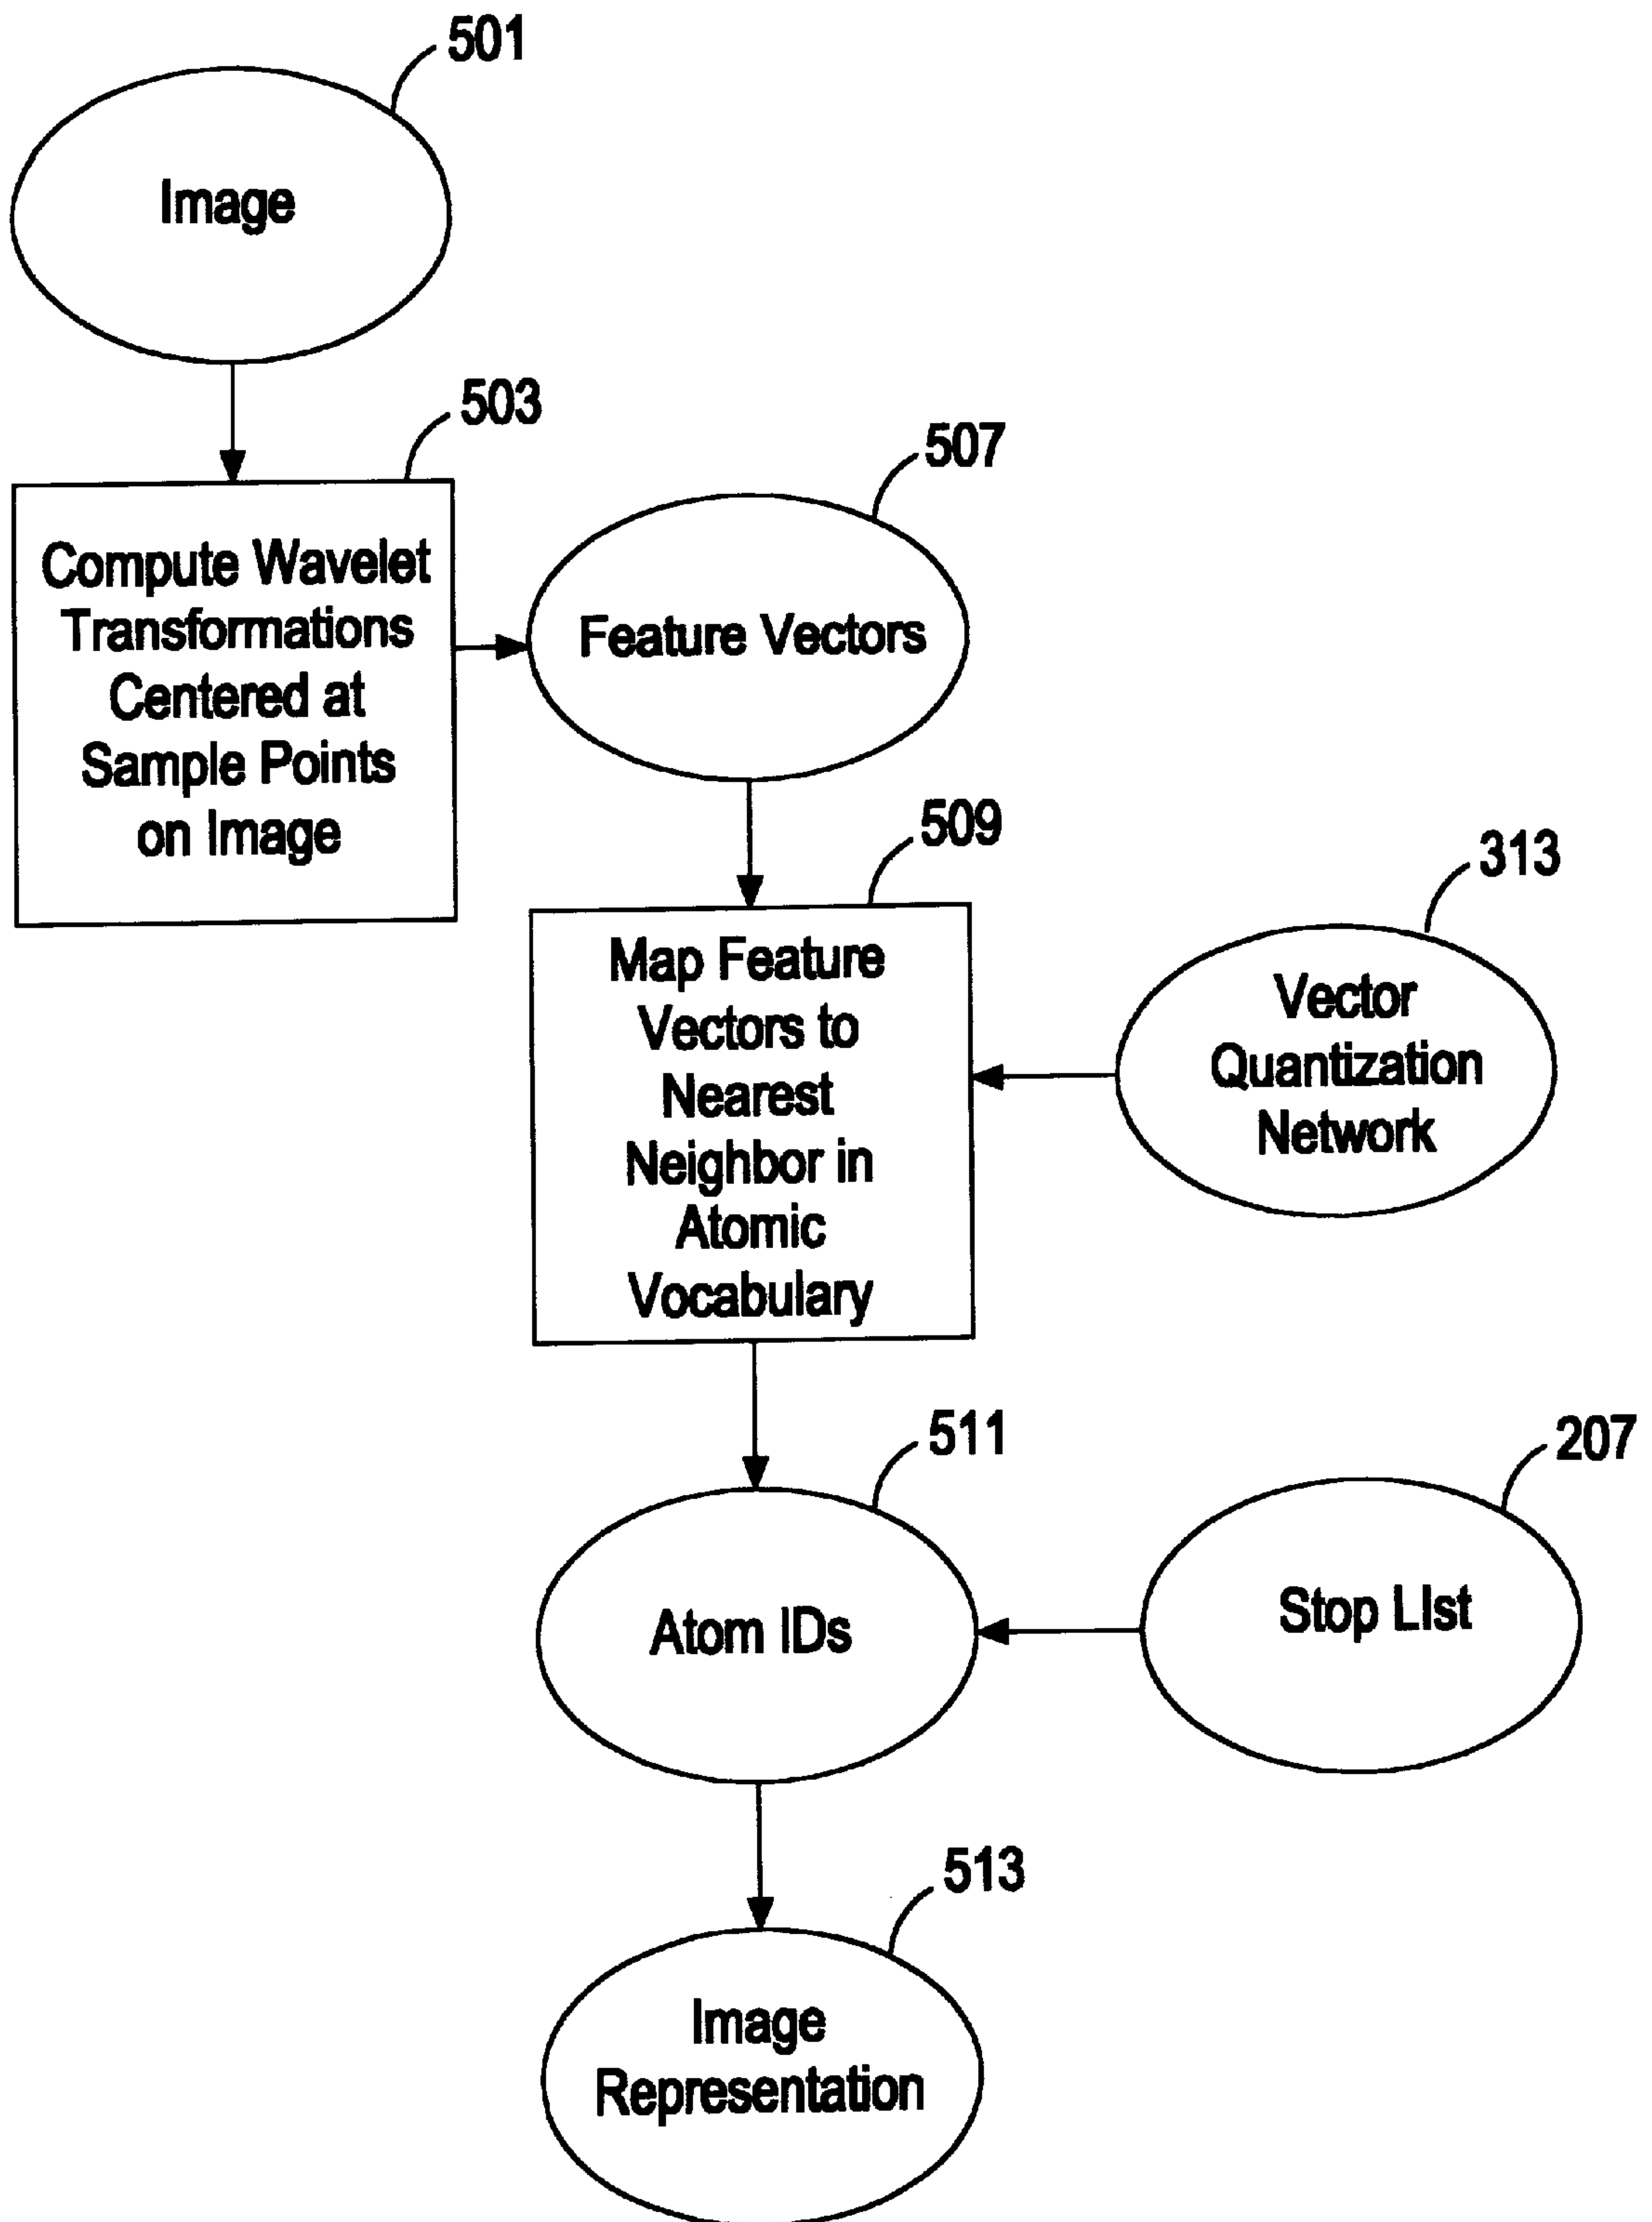 501
Image
503
Compute Wavelet
Transformations
Centered at
Sample Points
on Image
507
Feature Vectors
509
Map Feature
Vectors to
Nearest
Neighbor in
Atomic
Vocabulary
313
Vector
Quantization
Network
511
Atom IDs
207
Stop LIst
513
Image
Representation